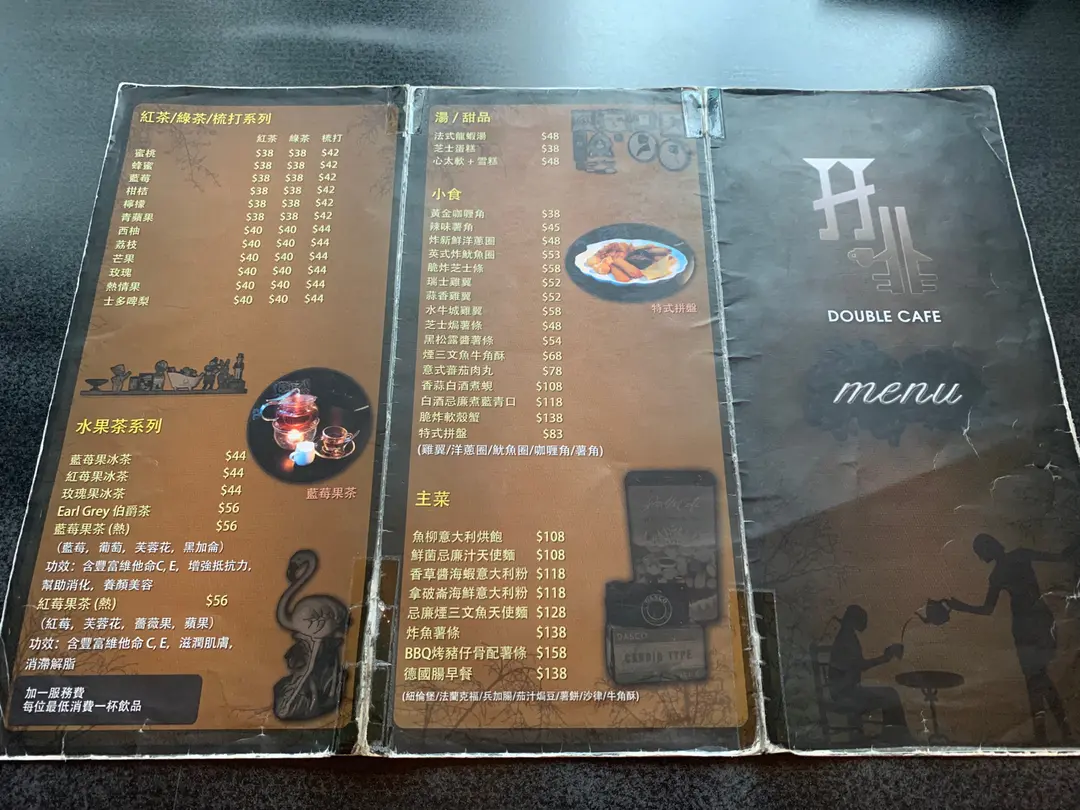 紅茶/綠茶/梳打系列
紅茶 綠茶 梳打
蜜桃 $38 $38 $42
蜂蜜 $38 $38 $42
藍莓 $38 $38 $42
柑桔 $38 $38 $42
檸檬 $38 $38 $42
青蘋果 $38 $38 $42
西柚 $40 $40 $44
荔枝 $40 $40 $44
芒果 $40 $40 $44
玫瑰 $40 $40 $44
熱情果 $40 $40 $44
士多啤梨 $40 $40 $44
水果茶系列
藍莓果冰茶 $44
紅莓果冰茶 $44
玫瑰果冰茶 $44
Earl Grey 伯爵茶 $56
藍莓果茶 (熱) $56
(藍莓, 葡萄, 芙蓉花, 黑加侖)
功效: 含豐富維他命C, E, 增強抵抗力,
幫助消化, 養顏美容
紅莓果茶 (熱) $56
(紅莓, 芙蓉花, 薔薇果, 蘋果)
功效: 含豐富維他命 C, E, 滋潤肌膚,
消滯解脂
藍莓果茶
加一服務費
每位最低消費一杯飲品
湯 / 甜品
法式龍蝦湯 $48
芝士蛋糕 $38
心太軟 + 雪糕 $48
小食
黃金咖喱角 $38
辣味薯角 $45
炸新鮮洋蔥圈 $48
英式炸魷魚圈 $53
脆炸芝士條 $58
瑞士雞翼 $52
蒜香雞翼 $52
水牛城雞翼 $58
芝士焗薯條 $48
黑松露醬薯條 $54
煙三文魚牛角酥 $68
意式蕃茄肉丸 $78
香蒜白酒煮蜆 $108
白酒忌廉煮藍青口 $118
脆炸軟殼蟹 $138
特式拼盤 $83
(雞翼/洋蔥圈/魷魚圈/咖喱角/薯角)
特式拼盤
主菜
魚柳意大利烘飽 $108
鮮菌忌廉汁天使麵 $108
香草醬海蝦意大利粉 $118
拿破崙海鮮意大利粉 $118
忌廉煙三文魚天使麵 $128
炸魚薯條 $138
BBQ烤豬仔骨配薯條 $158
德國腸早餐 $138
(紐倫堡/法蘭克福/兵加腸/茄汁焗豆/薯餅/沙律/牛角酥)
CANDID TYPE
DOUBLE CAFE
menu